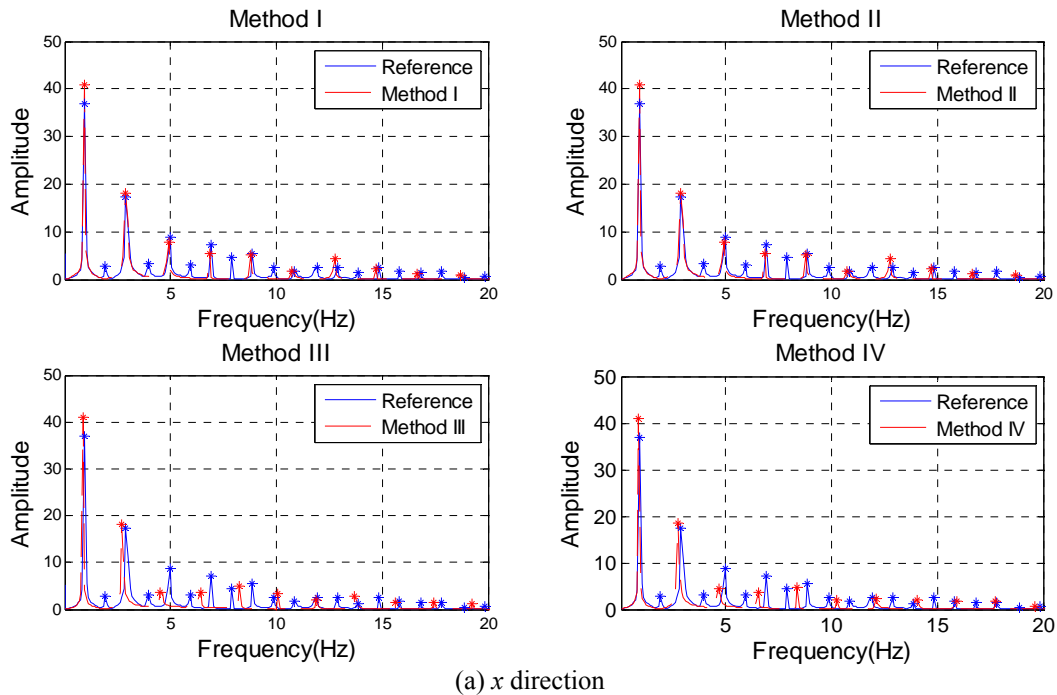 Method I
50
40
30
20
10
0
Amplitude
5
10
15
20
Frequency(Hz)
Reference
Method I
Method II
50
40
30
20
10
0
Amplitude
5
10
15
20
Frequency(Hz)
Reference
Method II
Method III
50
40
30
20
10
0
Amplitude
5
10
15
20
Frequency(Hz)
Reference
Method III
Method IV
50
40
30
20
10
0
Amplitude
5
10
15
20
Frequency(Hz)
Reference
Method IV
(a) x direction